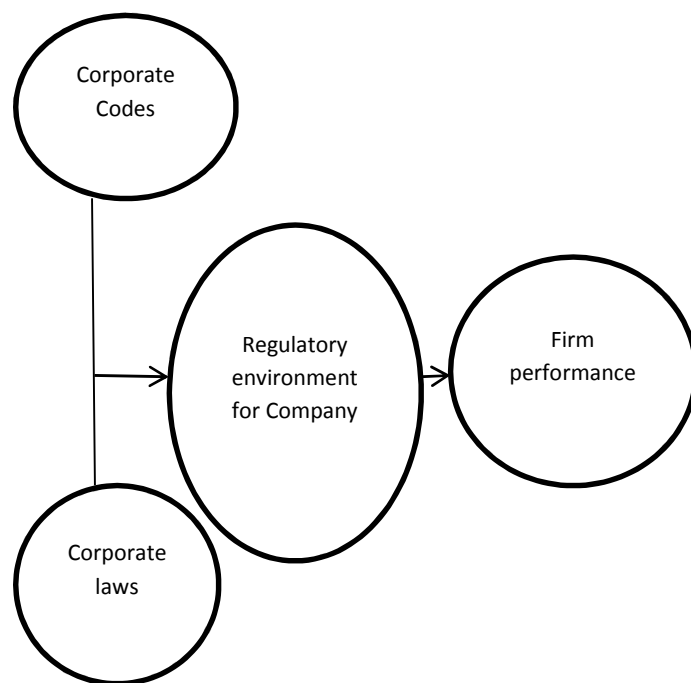 Corporate
Codes
Regulatory
environment
for Company
Firm
performance
Corporate
laws